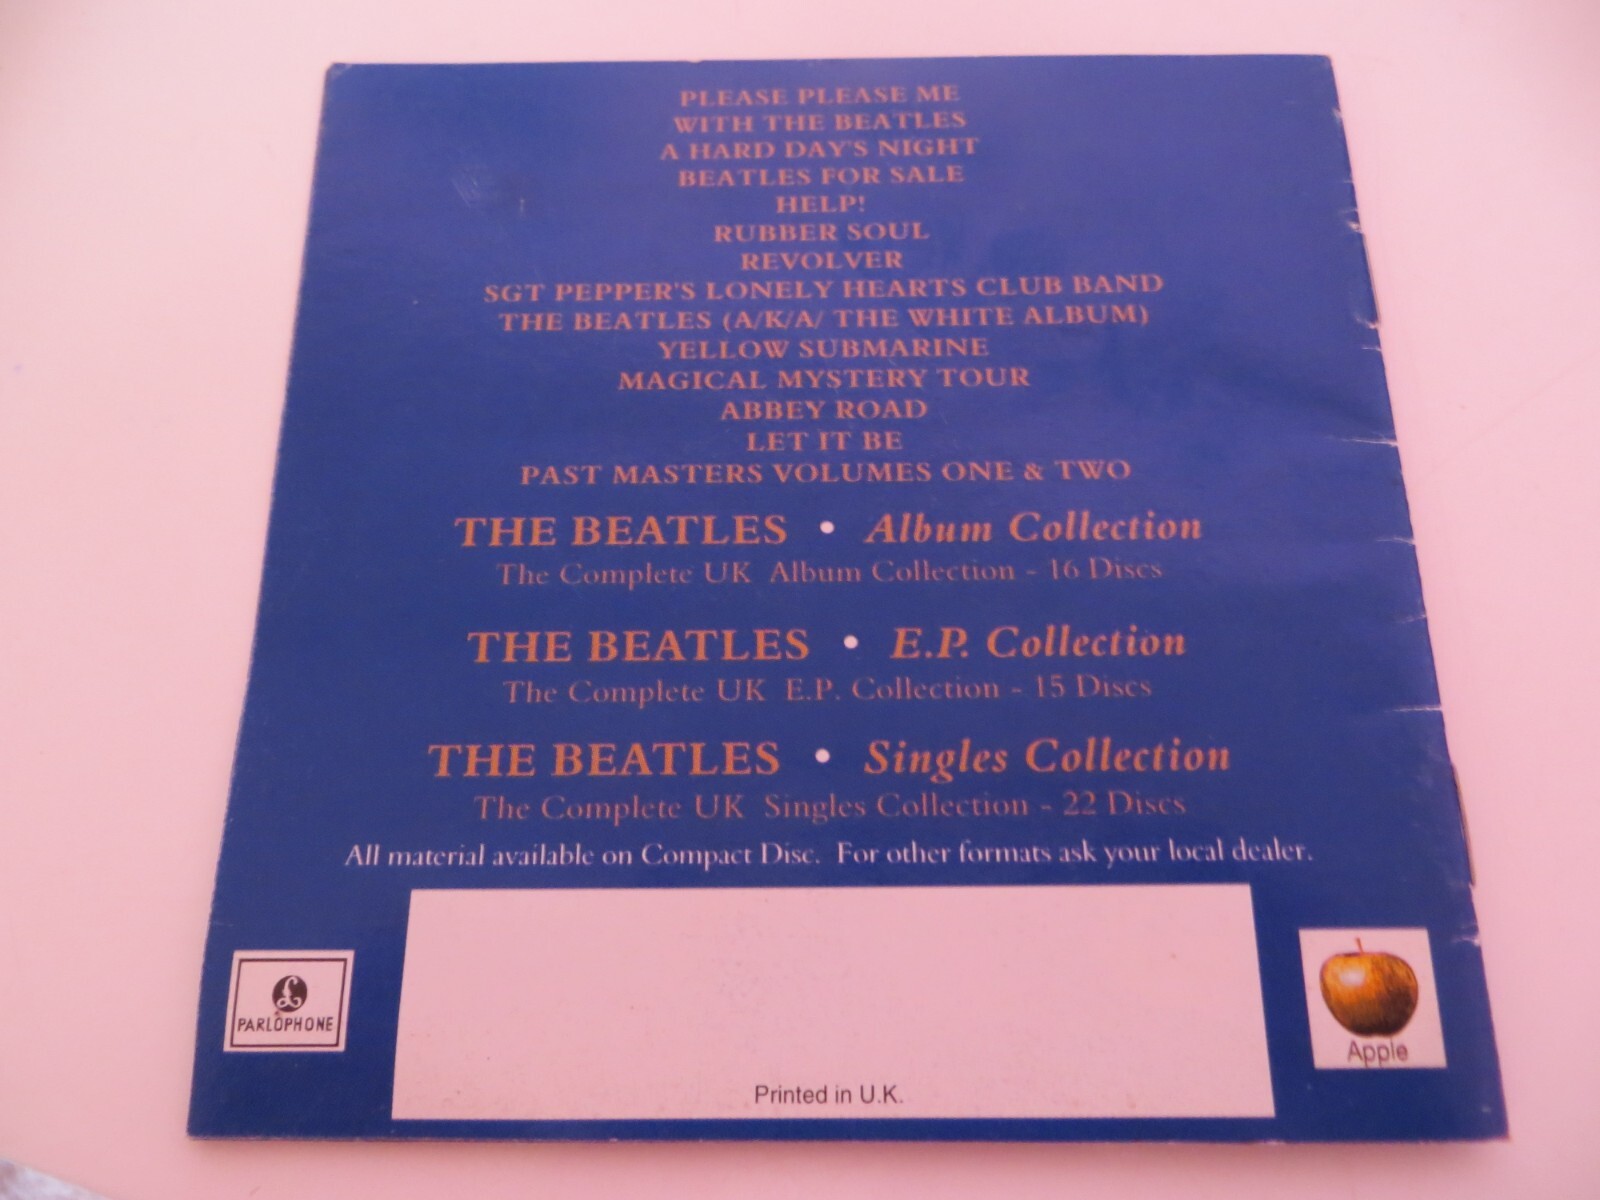 PLEASE PLEASE ME
WITH THE BEATLES
A HARD DAY'S NIGHT
BEATLES FOR SALE
HELP!
RUBBER SOUL
REVOLVER
SGT PEPPER'S LONELY HEARTS CLUB BAND
THE BEATLES (A/K/A/ THE WHITE ALBUM)
YELLOW SUBMARINE
MAGICAL MYSTERY TOUR
ABBEY ROAD
LET IT BE
PAST MASTERS VOLUMES ONE & TWO
THE BEATLES • Album Collection
The Complete UK Album Collection - 16 Discs
THE BEATLES • E.P. Collection
The Complete UK E.P. Collection - 15 Discs
THE BEATLES • Singles Collection
The Complete UK Singles Collection - 22 Discs
All material available on Compact Disc. For other formats ask your local dealer.
£
PARLOPHONE
Printed in U.K.
Apple